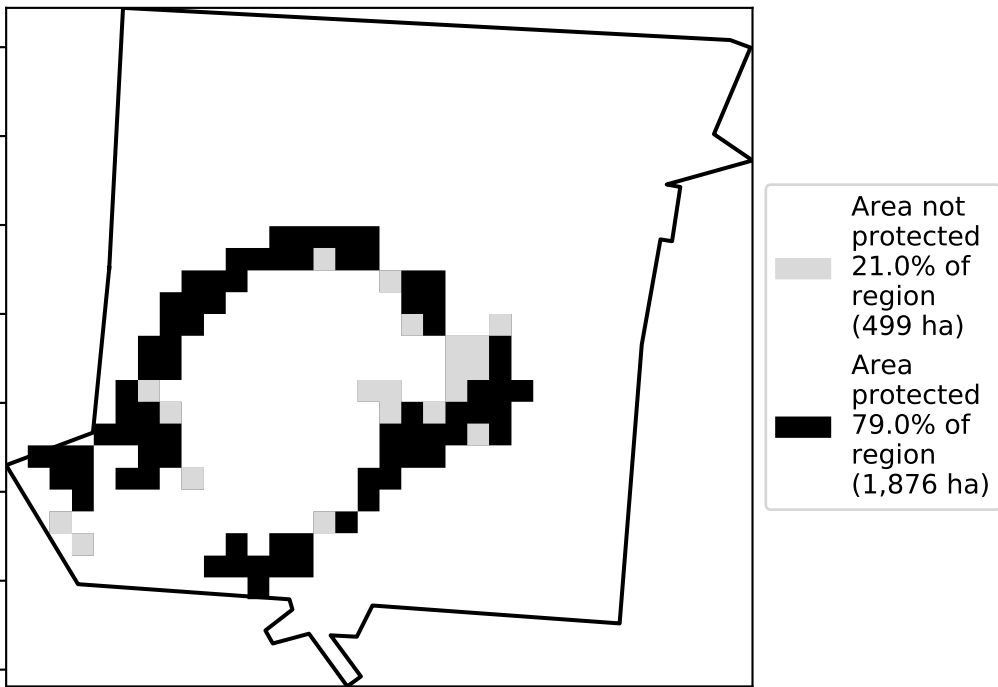 Area not
protected
21.0% of
region
(499 ha)
Area
protected
79.0% of
region
(1,876 ha)